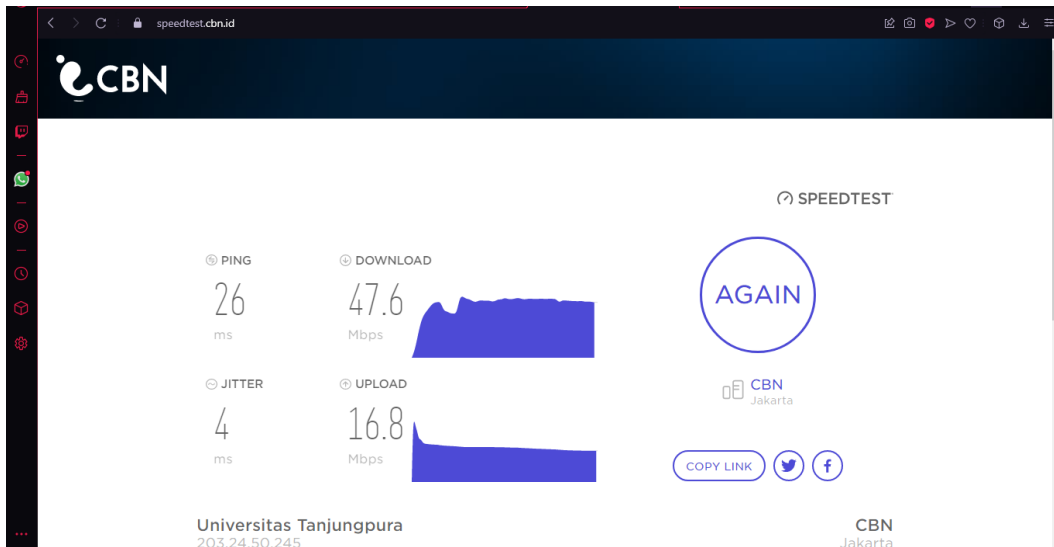 speedtest.cbn.id
CBN
SPEEDTEST
PING
26
ms
DOWNLOAD
47.6
Mbps
AGAIN
JITTER
4
ms
UPLOAD
16.8
Mbps
CBN
Jakarta
COPY LINK
Universitas Tanjungpura
203.24.50.245
CBN
Jakarta